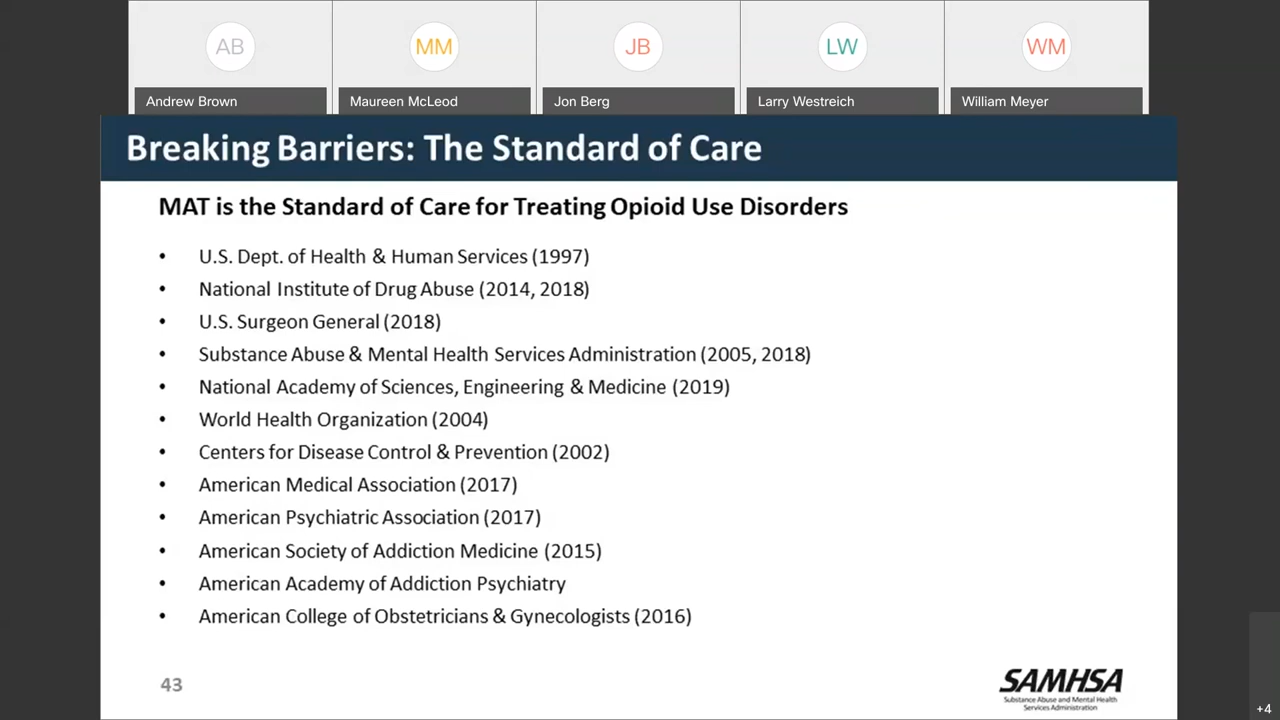 AB
MM
JB
LW
WM
Andrew Brown
Maureen McLeod
Jon Berg
Larry Westreich
William Meyer
Breaking Barriers: The Standard of Care
MAT is the Standard of Care for Treating Opioid Use Disorders
• U.S. Dept. of Health & Human Services (1997)
• National Institute of Drug Abuse (2014, 2018)
• U.S. Surgeon General (2018)
• Substance Abuse & Mental Health Services Administration (2005, 2018)
• National Academy of Sciences, Engineering & Medicine (2019)
• World Health Organization (2004)
• Centers for Disease Control & Prevention (2002)
• American Medical Association (2017)
• American Psychiatric Association (2017)
• American Society of Addiction Medicine (2015)
• American Academy of Addiction Psychiatry
• American College of Obstetricians & Gynecologists (2016)
43
SAMHSA
Substance Abuse and Mental Health
Services Administration
+4